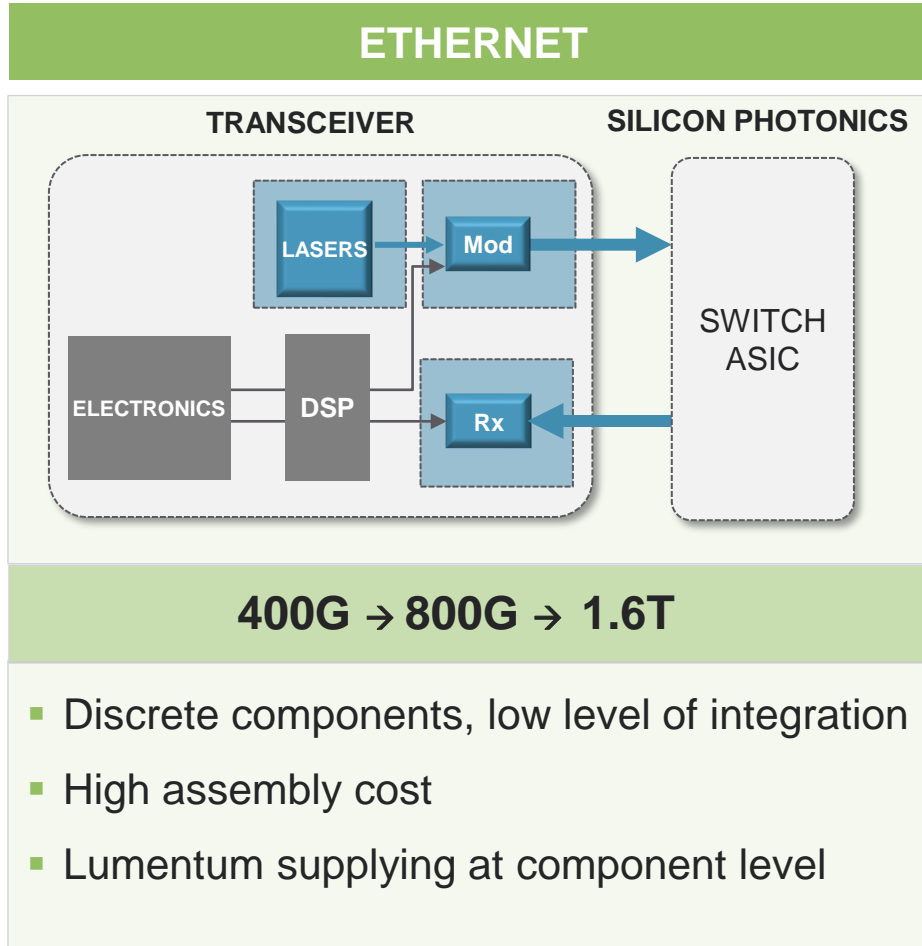 ETHERNET
TRANSCEIVER
SILICON PHOTONICS
LASERS
Mod
SWITCH
ASIC
ELECTRONICS
DSP
Rx
400G → 800G → 1.6T
▪ Discrete components, low level of integration
▪ High assembly cost
▪ Lumentum supplying at component level